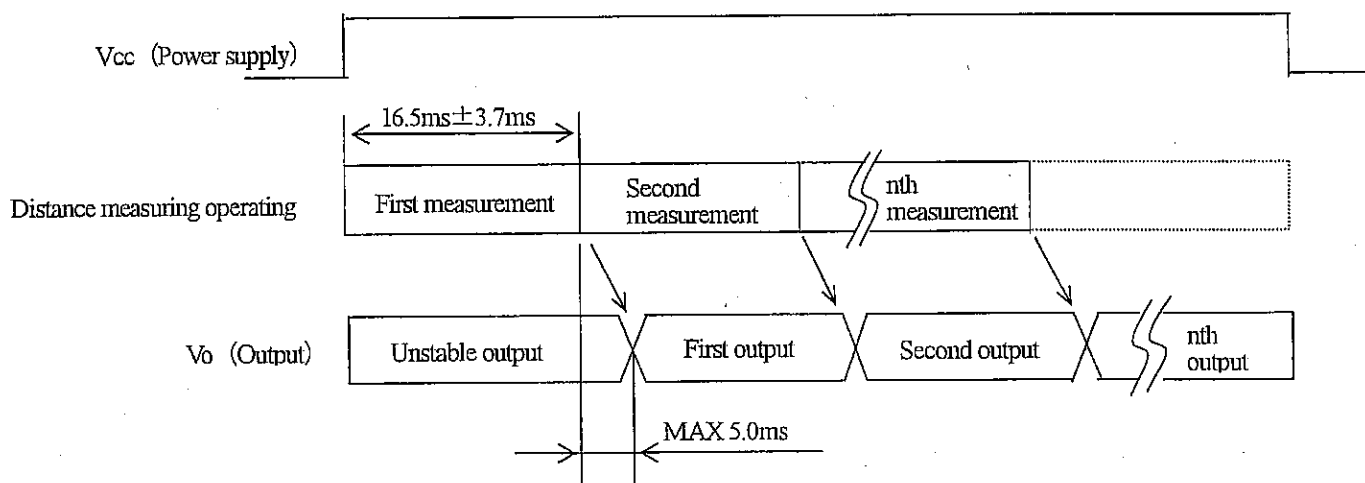 Vcc (Power supply)
16.5ms±3.7ms
Distance measuring operating
First measurement
Second
measurement
nth
measurement
Vo (Output)
Unstable output
First output
Second output
nth
output
MAX 5.0ms